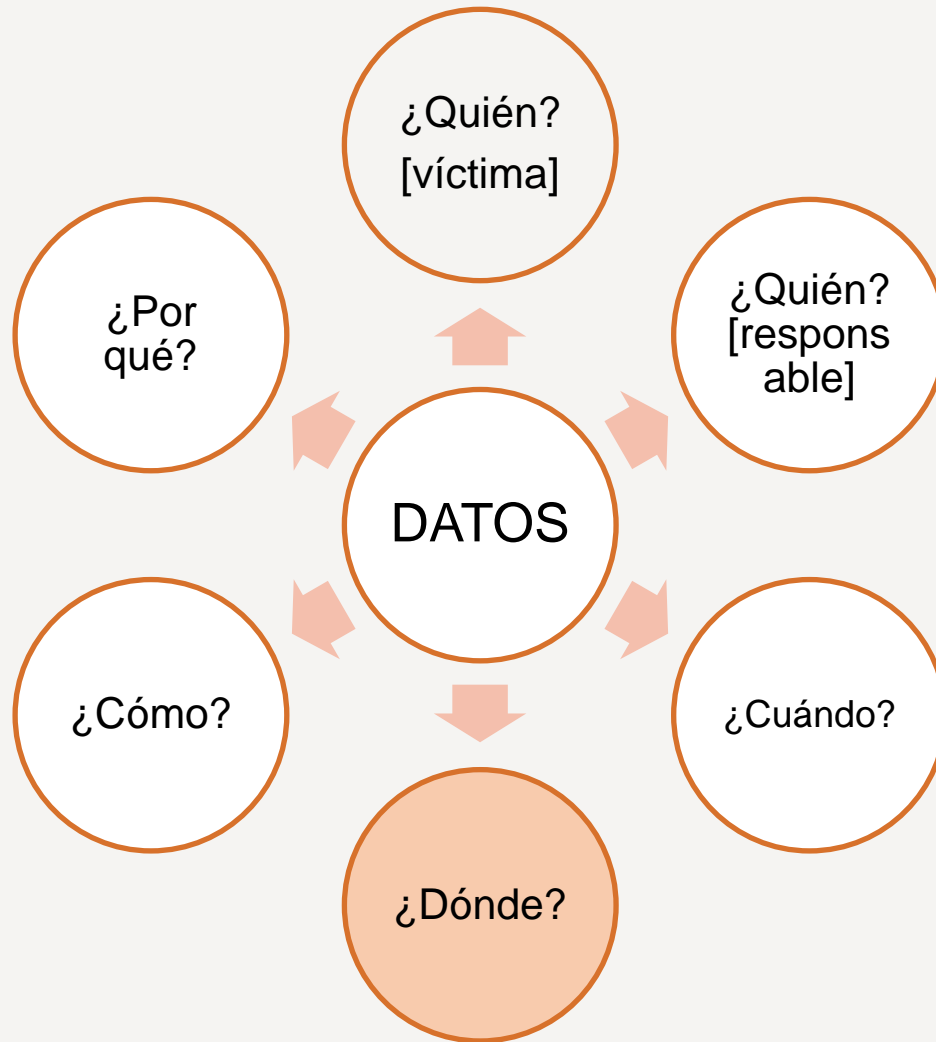 ¿Quién?
[víctima]
¿Por
qué?
¿Quién?
[respons
able]
DATOS
¿Cómo?
¿Cuándo?
¿Dónde?